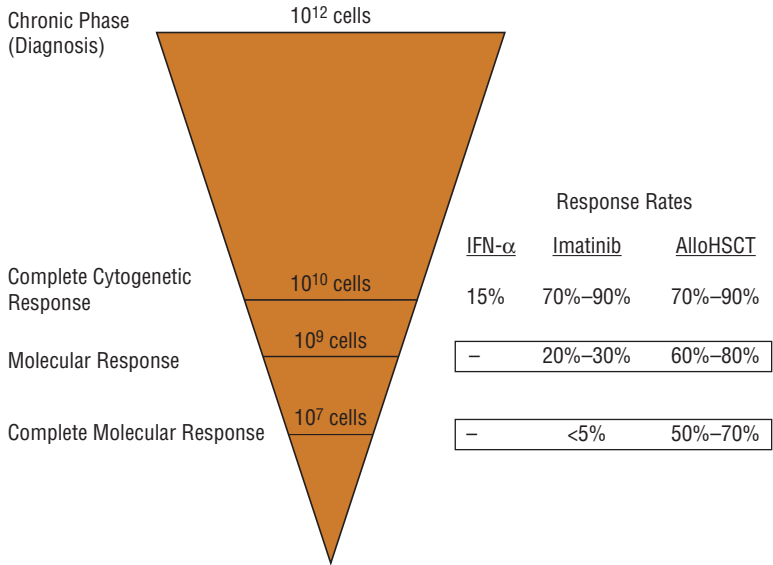 Chronic Phase
(Diagnosis)
10¹² cells
Response Rates
IFN-α Imatinib AlloHSCT
Complete Cytogenetic
Response
10¹⁰ cells
15% 70%–90% 70%–90%
10⁹ cells
Molecular Response
– 20%–30% 60%–80%
10⁷ cells
Complete Molecular Response
– <5% 50%–70%